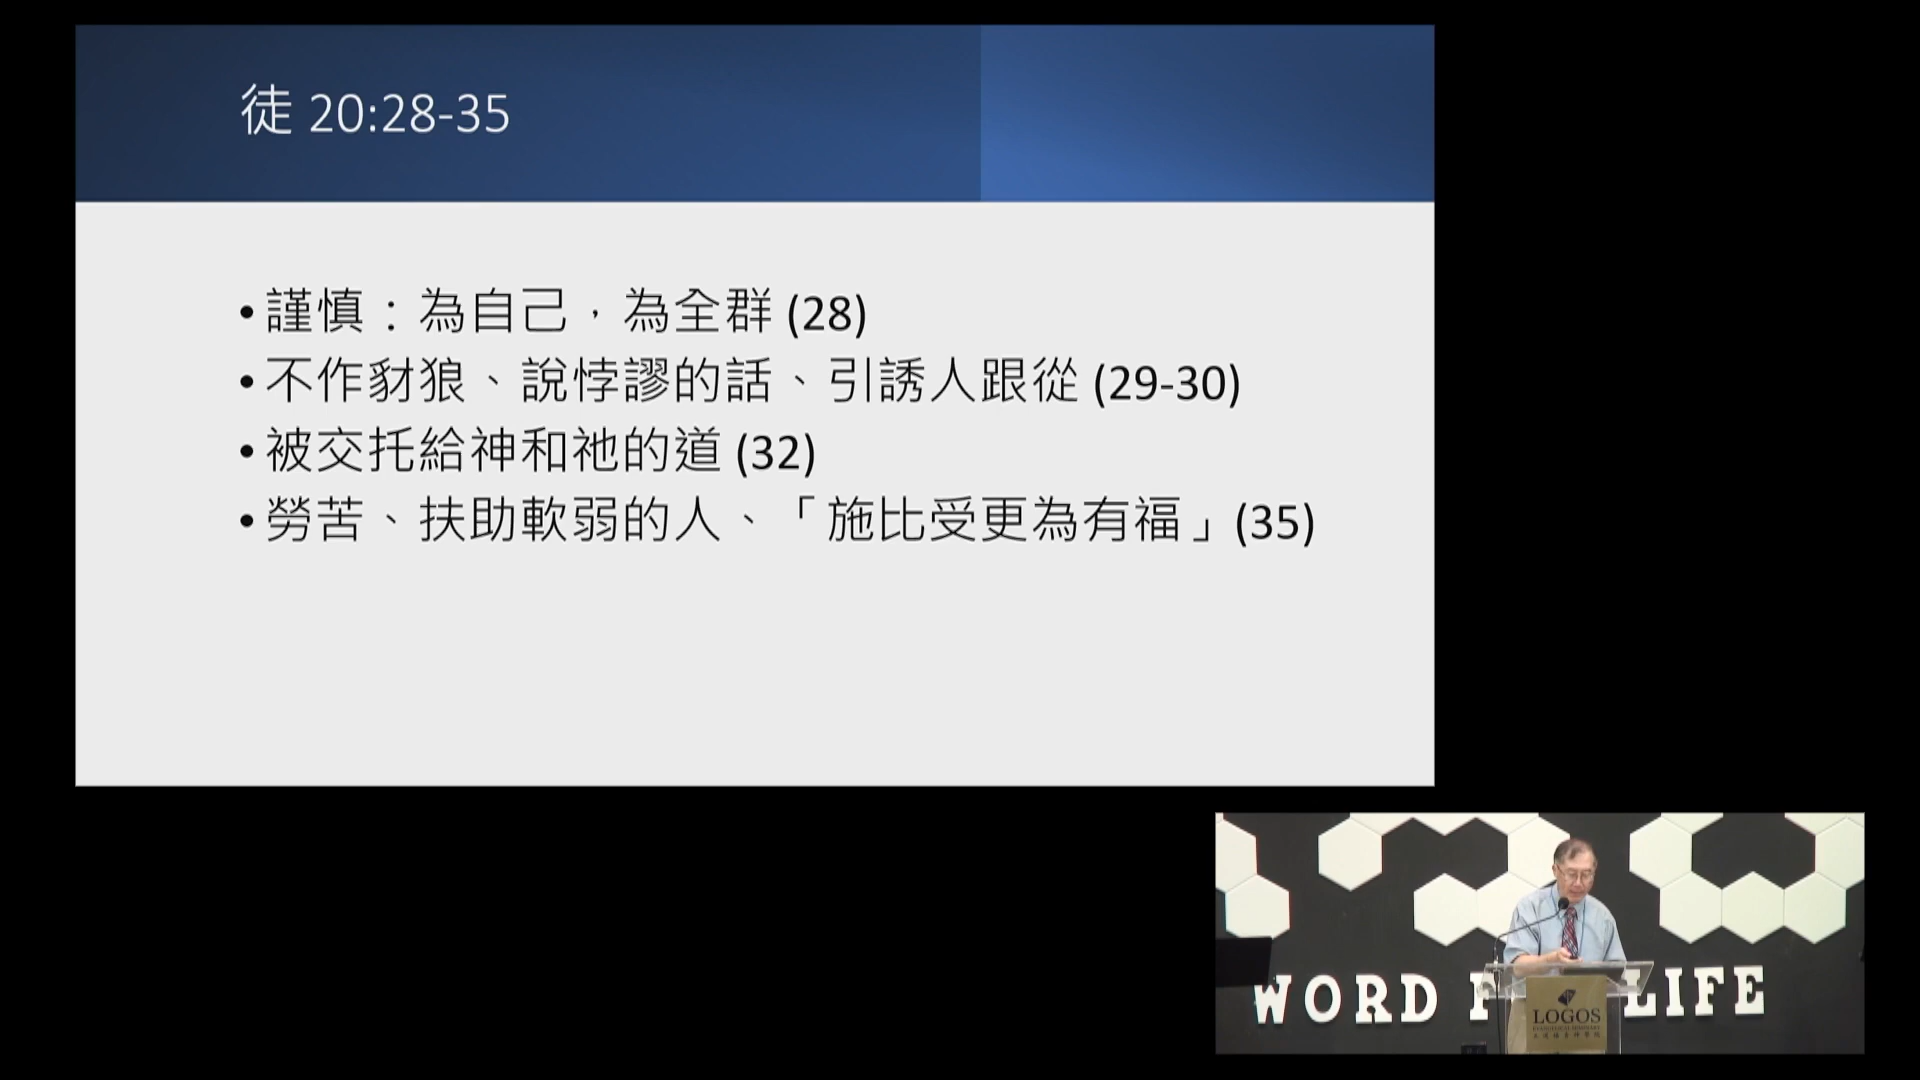 徒 20:28-35
•謹慎：為自己，為全群 (28)
•不作豺狼、說悖謬的話、引誘人跟從 (29-30)
•被交托給神和祂的道 (32)
•勞苦、扶助軟弱的人、「施比受更為有福」(35)
WORD F LIFE
LOGOS
EVANGELICAL SEMINARY